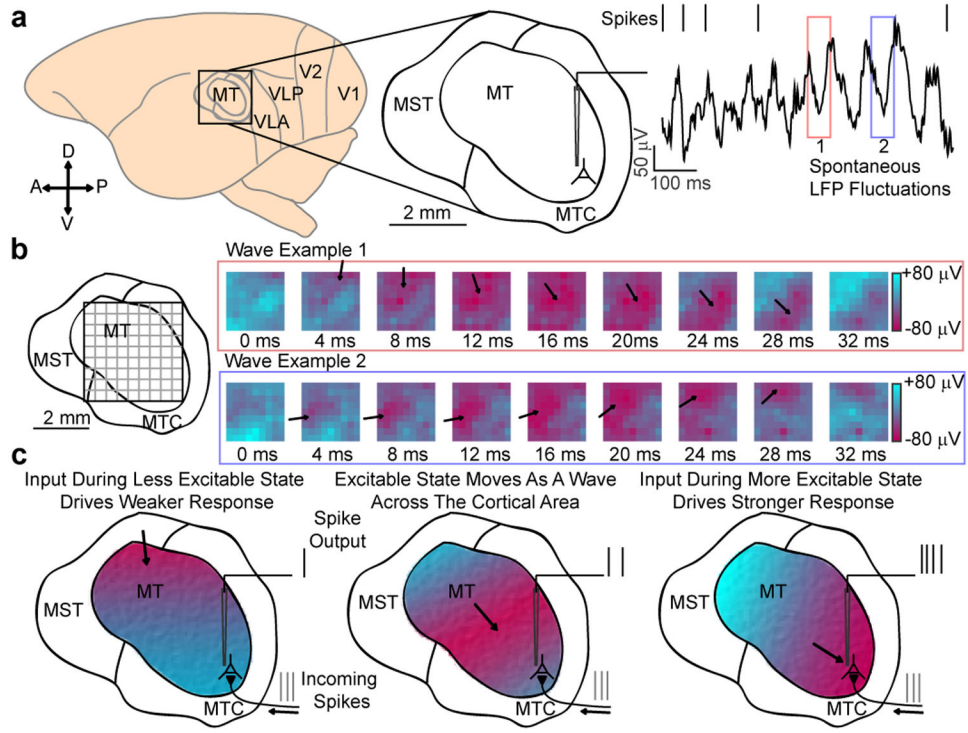 a
Spikes
V2
MT
VLP
V1
VLA
D
A
P
V
MST
MT
MTC
2 mm
50 µV
100 ms
1
2
Spontaneous
LFP Fluctuations
b
MT
MST
MTC
2 mm
Wave Example 1
0 ms 4 ms 8 ms 12 ms 16 ms 20ms 24 ms 28 ms 32 ms
+80 µV
-80 µV
Wave Example 2
0 ms 4 ms 8 ms 12 ms 16 ms 20 ms 24 ms 28 ms 32 ms
+80 µV
-80 µV
c
Input During Less Excitable State
Drives Weaker Response
Excitable State Moves As A Wave
Across The Cortical Area
Input During More Excitable State
Drives Stronger Response
Spike
Output
MT
MST
MTC
Incoming
Spikes
MT
MST
MTC
MT
MST
MTC